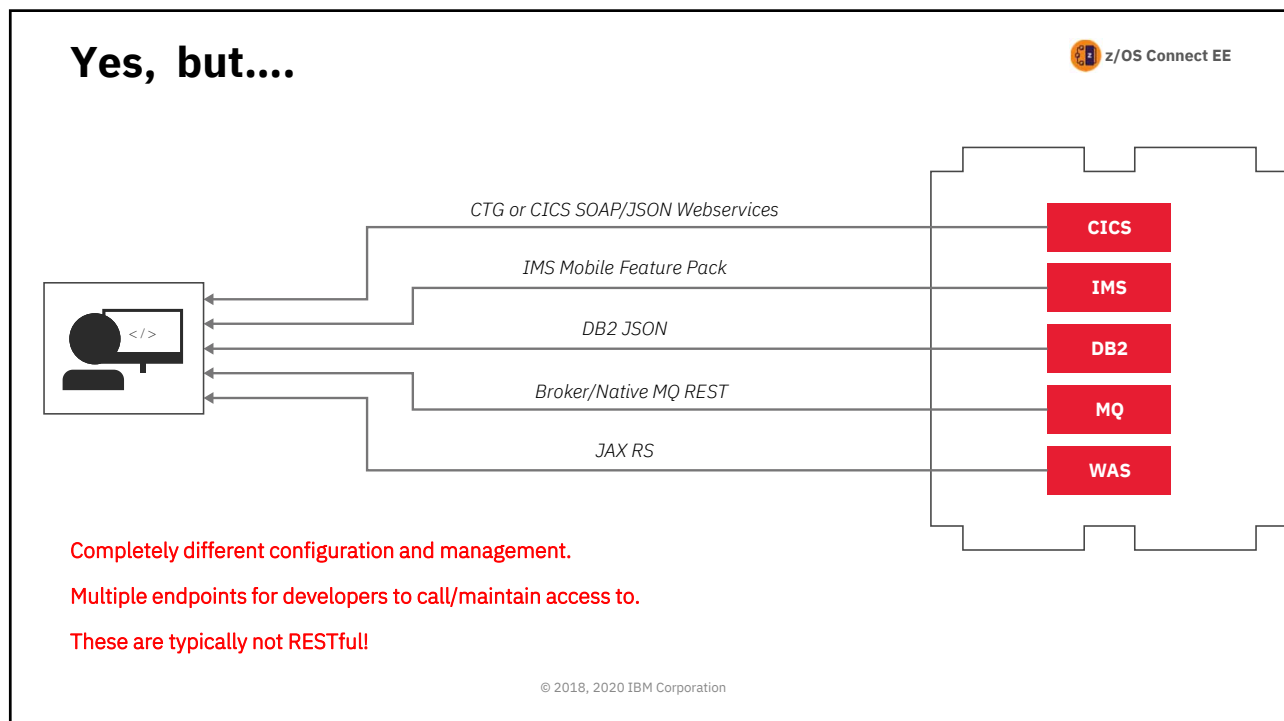 Yes, but....
z/OS Connect EE
CTG or CICS SOAP/JSON Webservices
CICS
IMS Mobile Feature Pack
IMS
</>
DB2 JSON
DB2
Broker/Native MQ REST
MQ
JAX RS
WAS
Completely different configuration and management.
Multiple endpoints for developers to call/maintain access to.
These are typically not RESTful!
© 2018, 2020 IBM Corporation